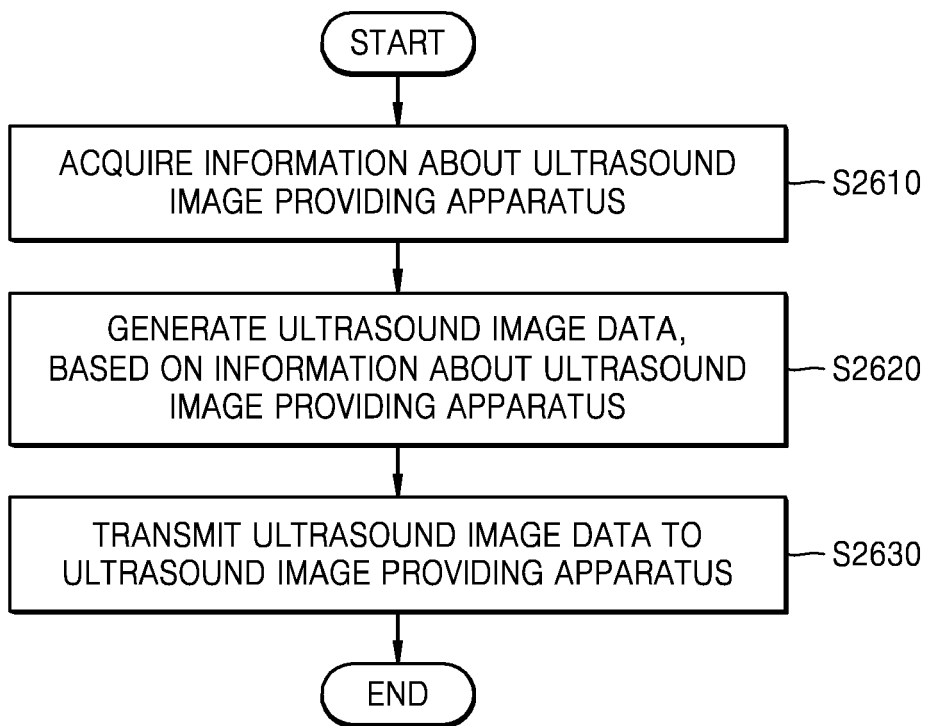 START
ACQUIRE INFORMATION ABOUT ULTRASOUND
IMAGE PROVIDING APPARATUS
S2610
GENERATE ULTRASOUND IMAGE DATA,
BASED ON INFORMATION ABOUT ULTRASOUND
IMAGE PROVIDING APPARATUS
S2620
TRANSMIT ULTRASOUND IMAGE DATA TO
ULTRASOUND IMAGE PROVIDING APPARATUS
S2630
END